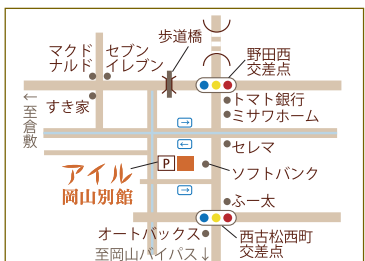 歩道橋
マクド
ナルド
セブン
イレブン
野田西
交差点
←至倉敷
すき家
トマト銀行
ミサワホーム
→
←
セレマ
アイル
岡山別館
P
ソフトバンク
→
ふー太
オートバックス
西古松西町
交差点
至岡山バイパス↓